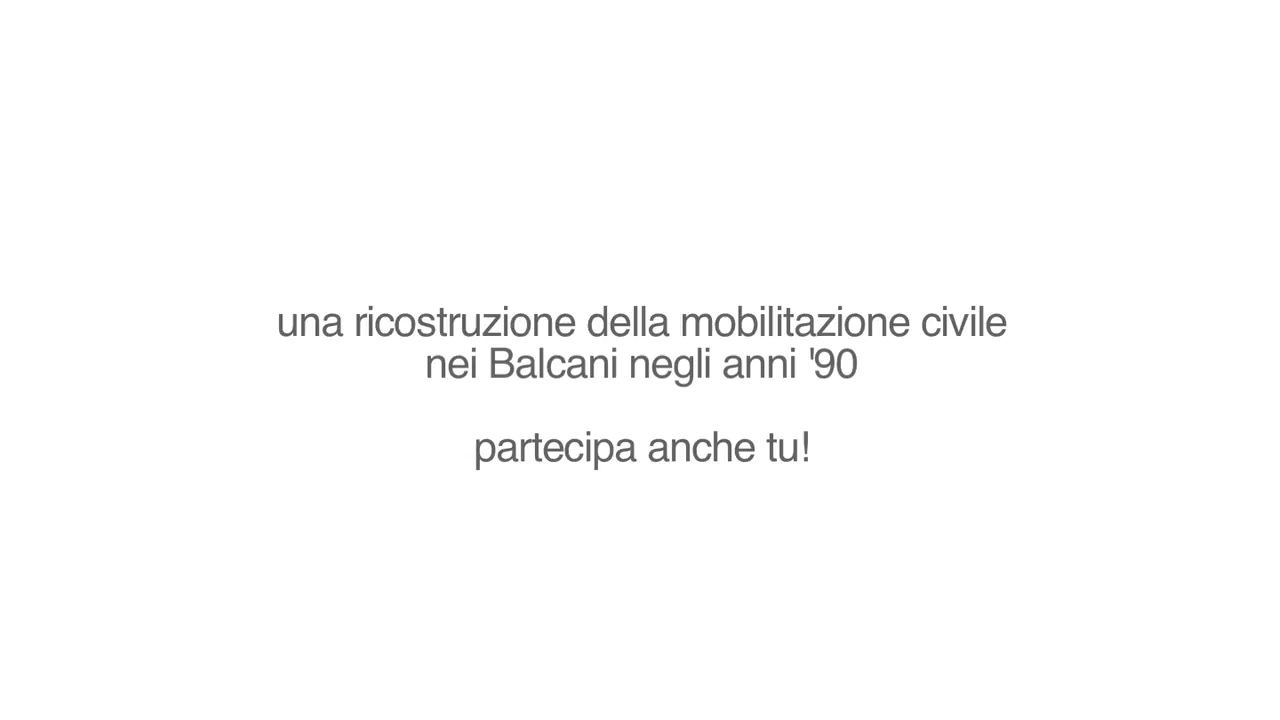 una ricostruzione della mobilitazione civile
nei Balcani negli anni '90
partecipa anche tu!